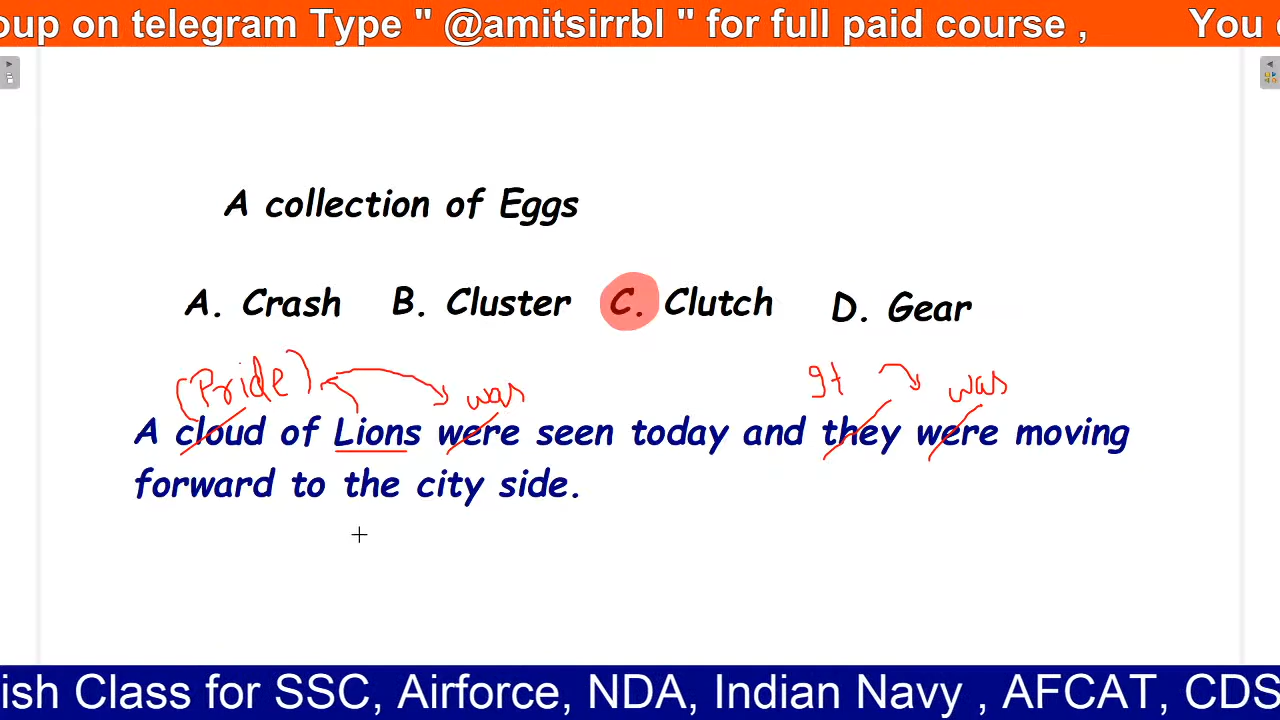 oup on telegram Type " @amitsirrbl " for full paid course , You u
A collection of Eggs
A. Crash B. Cluster C. Clutch D. Gear
(Pride) was It was
A cloud of Lions were seen today and they were moving
forward to the city side.
ish Class for SSC, Airforce, NDA, Indian Navy , AFCAT, CDS